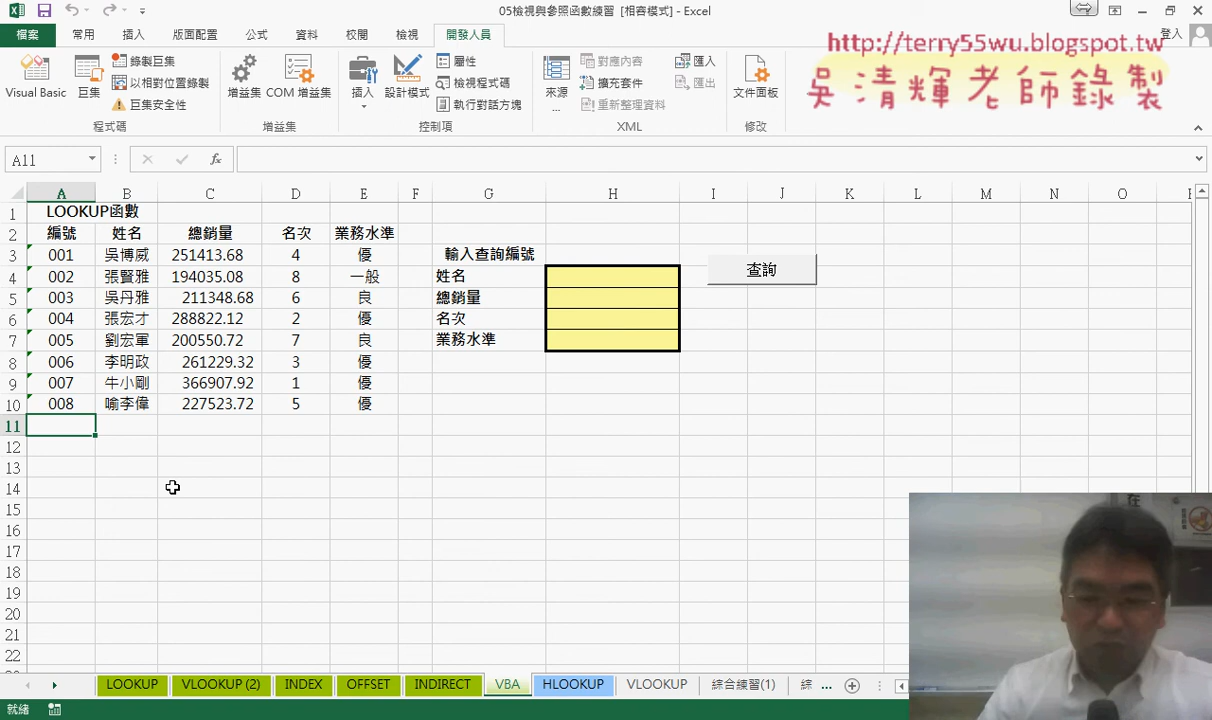 05檢視與參照函數練習 [相容模式] - Excel
檔案 常用 插入 版面配置 公式 資料 校閱 檢視 開發人員 登入
http://terry55wu.blogspot.tw
吳清輝老師錄製
Visual Basic 巨集 錄製巨集 以相對位置錄製 巨集安全性 程式碼
增益集 COM 增益集 增益集
插入 設計模式 屬性 檢視程式碼 執行對話方塊 控制項
來源... 對應內容 擴充套件 重新整理資料 匯入 匯出 XML
文件面板 修改
A11 fx
A B C D E F G H I J K L M N O
1 LOOKUP函數
2 編號 姓名 總銷量 名次 業務水準
3 001 吳博威 251413.68 4 優 輸入查詢編號 查詢
4 002 張賢雅 194035.08 8 一般 姓名
5 003 吳丹雅 211348.68 6 良 總銷量
6 004 張宏才 288822.12 2 優 名次
7 005 劉宏軍 200550.72 7 良 業務水準
8 006 李明政 261229.32 3 優
9 007 牛小剛 366907.92 1 優
10 008 喻李偉 227523.72 5 優
11
12
13
14
15
16
17
18
19
20
21
22
LOOKUP VLOOKUP (2) INDEX OFFSET INDIRECT VBA HLOOKUP VLOOKUP 綜合練習(1) 綜 ...
就緒